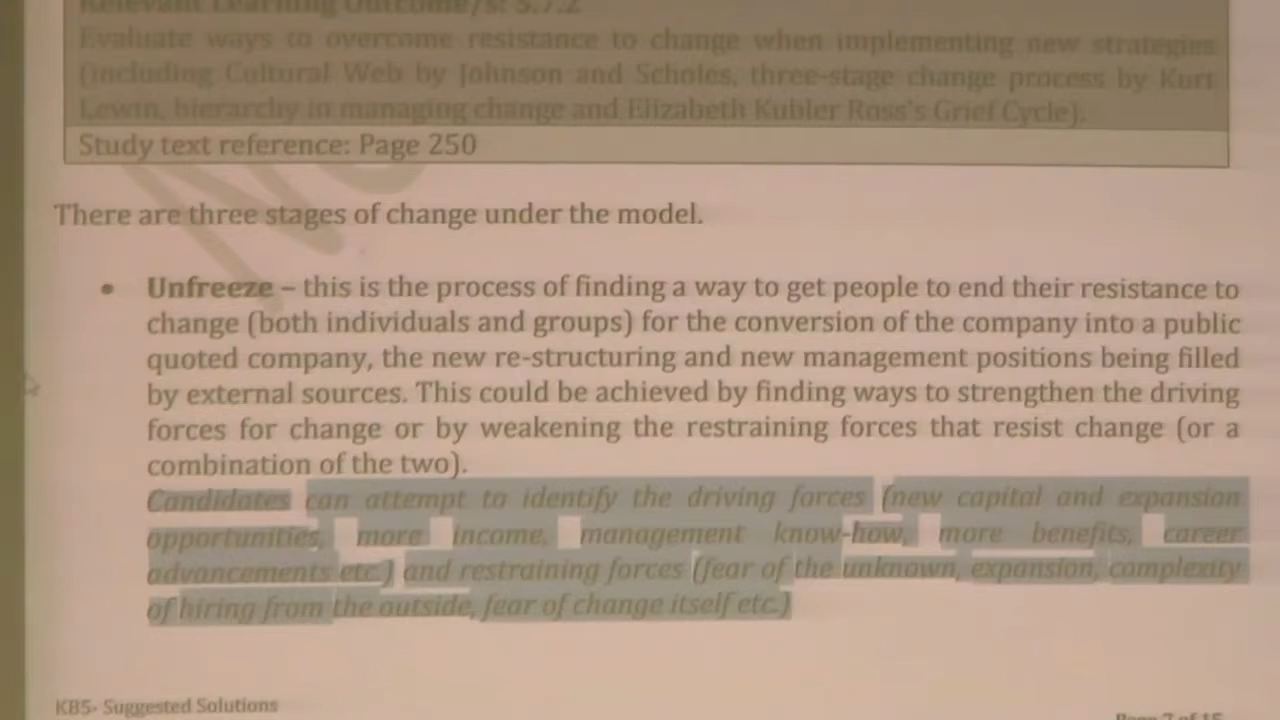 Relevant Learning Outcome/s: 5.7.2
Evaluate ways to overcome resistance to change when implementing new strategies
(including Cultural Web by Johnson and Scholes, three-stage change process by Kurt
Lewin, hierarchy in managing change and Elizabeth Kubler Ross's Grief Cycle).
Study text reference: Page 250
There are three stages of change under the model.
• Unfreeze – this is the process of finding a way to get people to end their resistance to
change (both individuals and groups) for the conversion of the company into a public
quoted company, the new re-structuring and new management positions being filled
by external sources. This could be achieved by finding ways to strengthen the driving
forces for change or by weakening the restraining forces that resist change (or a
combination of the two).
Candidates can attempt to identify the driving forces (new capital and expansion
opportunities, more income, management know-how, more benefits, career
advancements etc.) and restraining forces (fear of the unknown, expansion, complexity
of hiring from the outside, fear of change itself etc.)
KB5- Suggested Solutions
Page 7 of 15